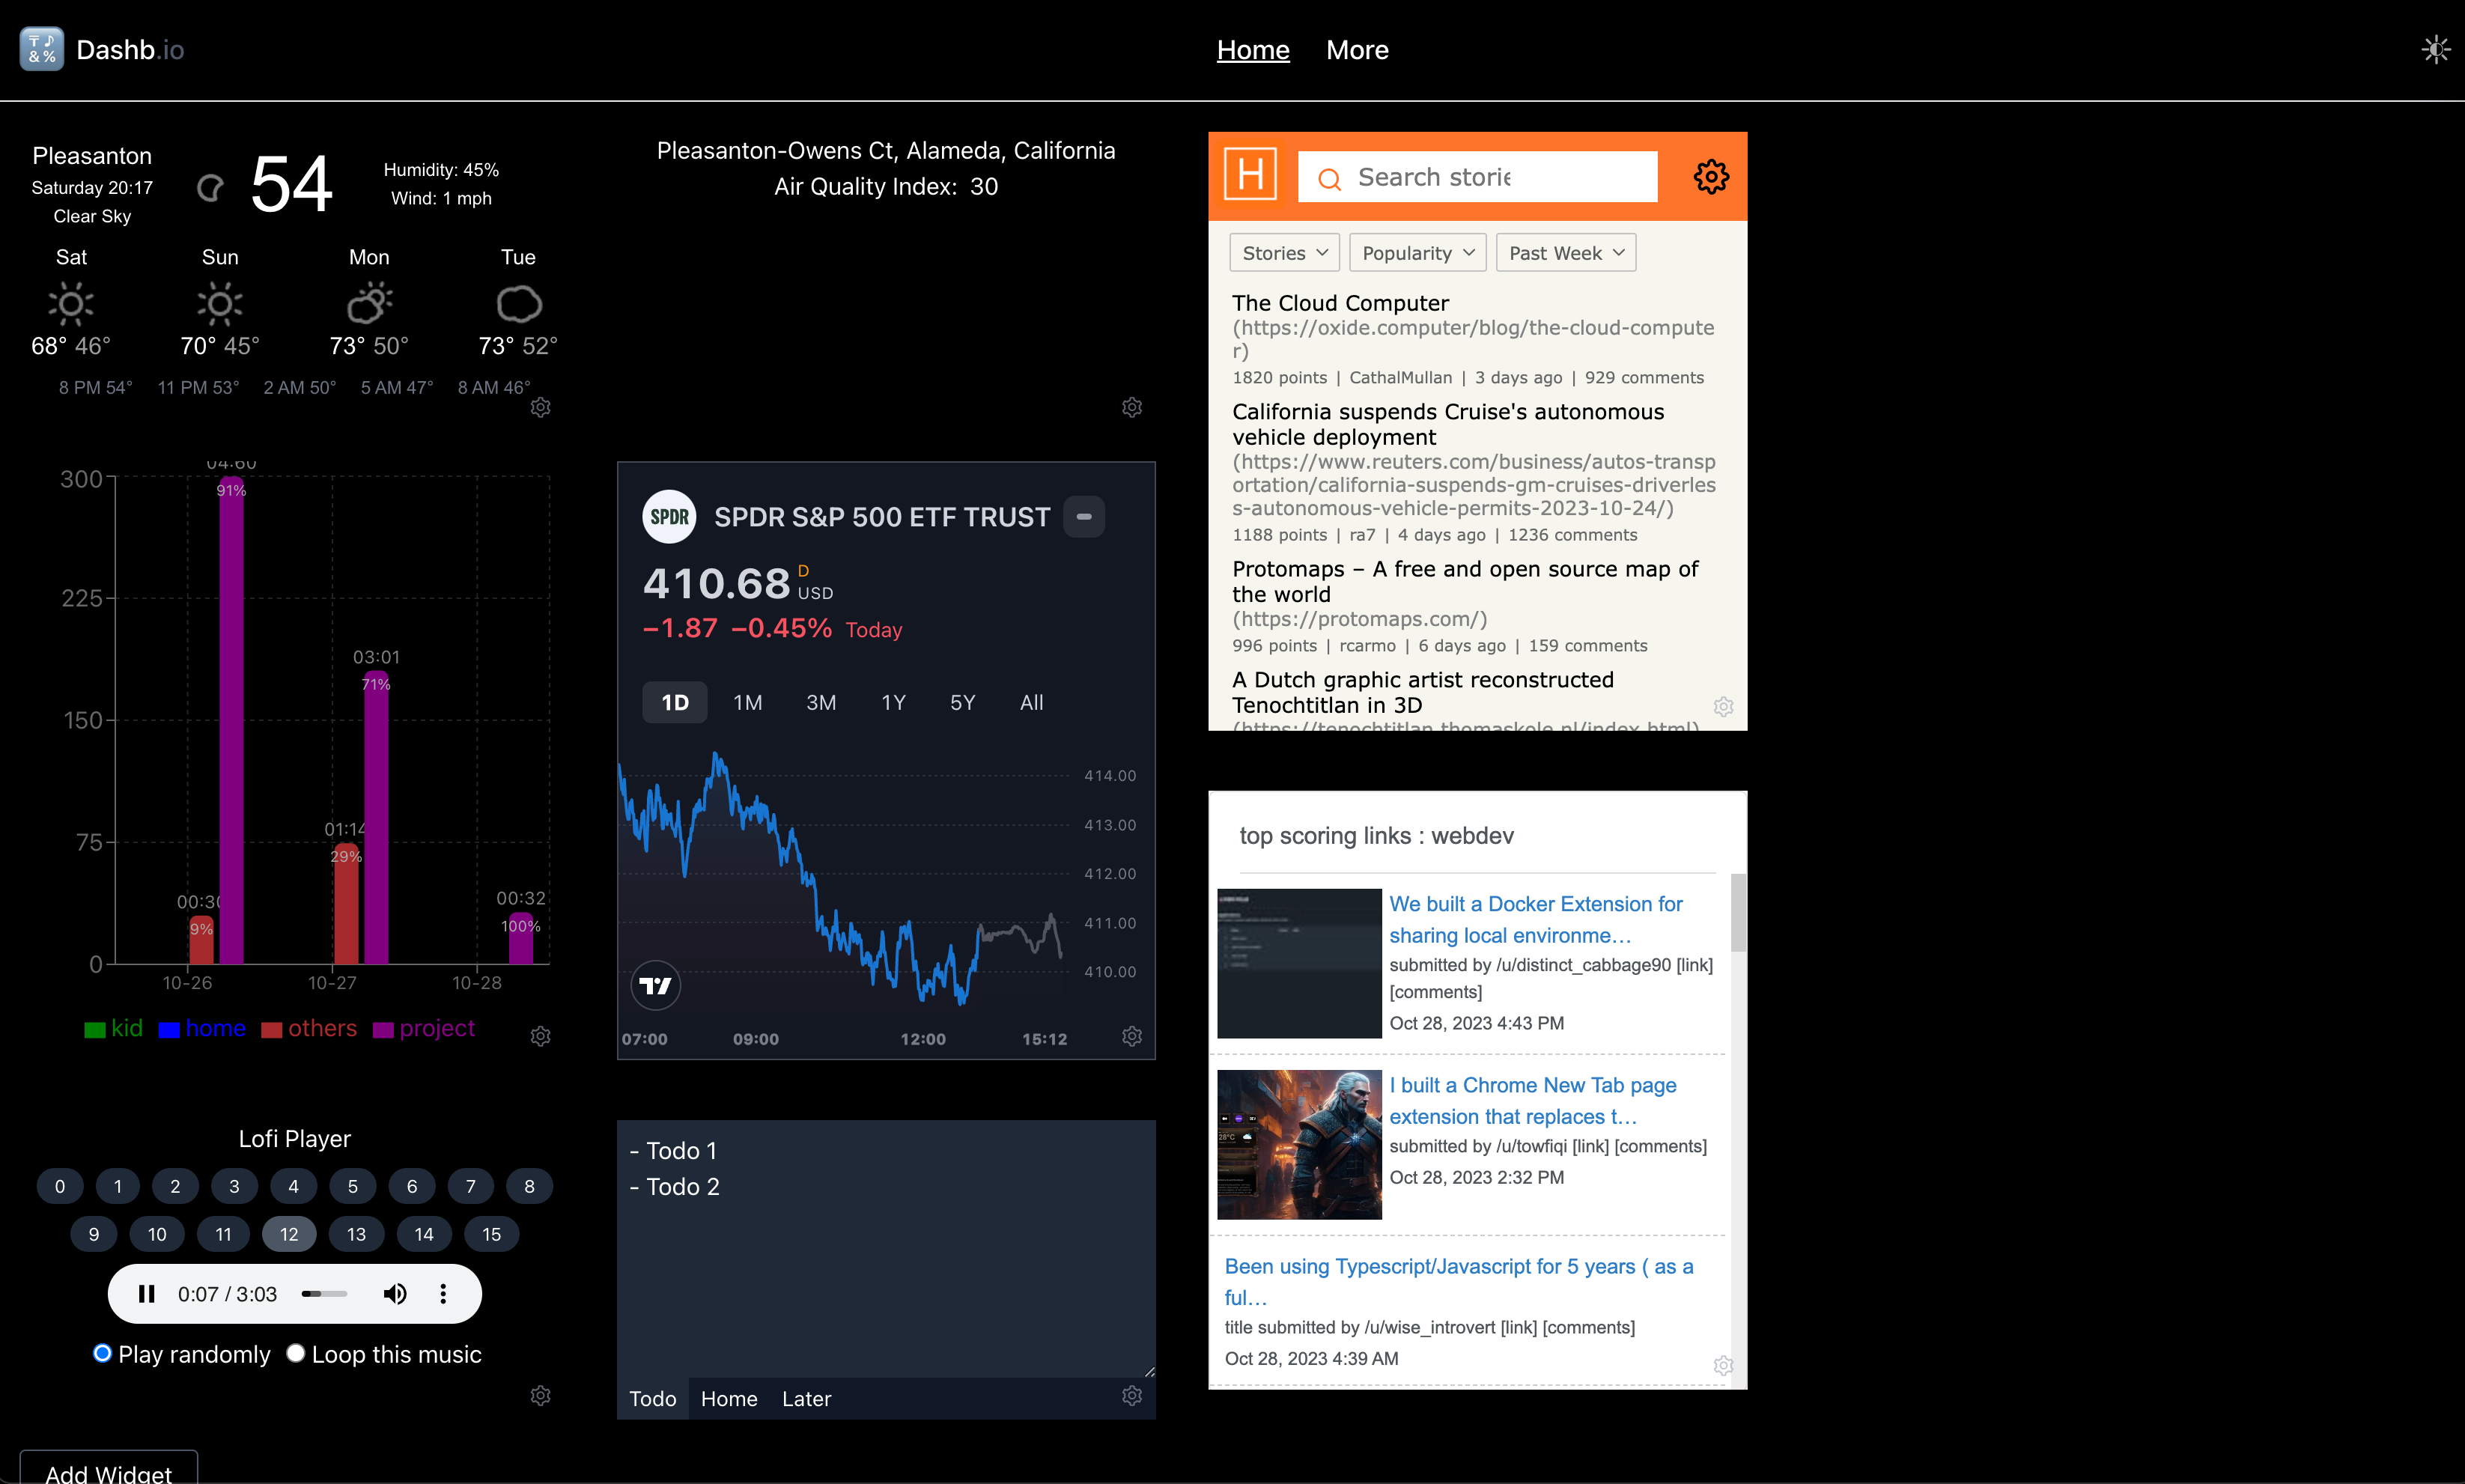 Dashb.io
Home More
Pleasanton
Saturday 20:17
Clear Sky
54
Humidity: 45%
Wind: 1 mph
Sat Sun Mon Tue
68° 46° 70° 45° 73° 50° 73° 52°
8 PM 54° 11 PM 53° 2 AM 50° 5 AM 47° 8 AM 46°
Pleasanton-Owens Ct, Alameda, California
Air Quality Index: 30
300
225
150
75
0
04:60
91%
03:01
71%
01:14
29%
00:30
9%
00:32
100%
10-26 10-27 10-28
kid home others project
SPDR
SPDR S&P 500 ETF TRUST
410.68 D
USD
−1.87 −0.45% Today
1D 1M 3M 1Y 5Y All
414.00
413.00
412.00
411.00
410.00
07:00 09:00 12:00 15:12
Lofi Player
0 1 2 3 4 5 6 7 8
9 10 11 12 13 14 15
0:07 / 3:03
Play randomly Loop this music
- Todo 1
- Todo 2
Todo Home Later
Add Widget
H
Search storie
Stories Popularity Past Week
The Cloud Computer
(https://oxide.computer/blog/the-cloud-compute
r)
1820 points | CathalMullan | 3 days ago | 929 comments
California suspends Cruise's autonomous
vehicle deployment
(https://www.reuters.com/business/autos-transp
ortation/california-suspends-gm-cruises-driverles
s-autonomous-vehicle-permits-2023-10-24/)
1188 points | ra7 | 4 days ago | 1236 comments
Protomaps – A free and open source map of
the world
(https://protomaps.com/)
996 points | rcarmo | 6 days ago | 159 comments
A Dutch graphic artist reconstructed
Tenochtitlan in 3D
(https://tenochtitlan.thomaskole.nl/index.html)
top scoring links : webdev
We built a Docker Extension for
sharing local environme…
submitted by /u/distinct_cabbage90 [link]
[comments]
Oct 28, 2023 4:43 PM
I built a Chrome New Tab page
extension that replaces t…
submitted by /u/towfiqi [link] [comments]
Oct 28, 2023 2:32 PM
Been using Typescript/Javascript for 5 years ( as a
ful…
title submitted by /u/wise_introvert [link] [comments]
Oct 28, 2023 4:39 AM